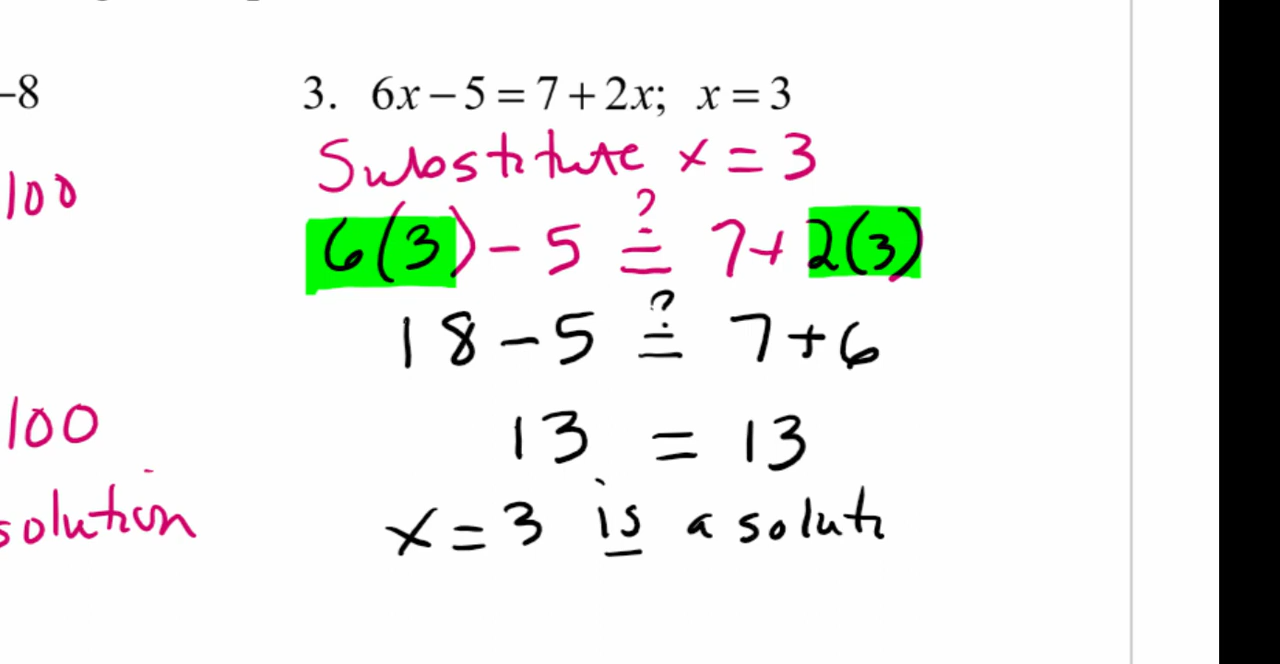 -8
3. 6x-5=7+2x; x=3
100
Substitute x = 3
6(3)-5 ≟ 7+2(3)
18-5 ≟ 7+6
13 = 13
100
solution
x=3 is a soluti